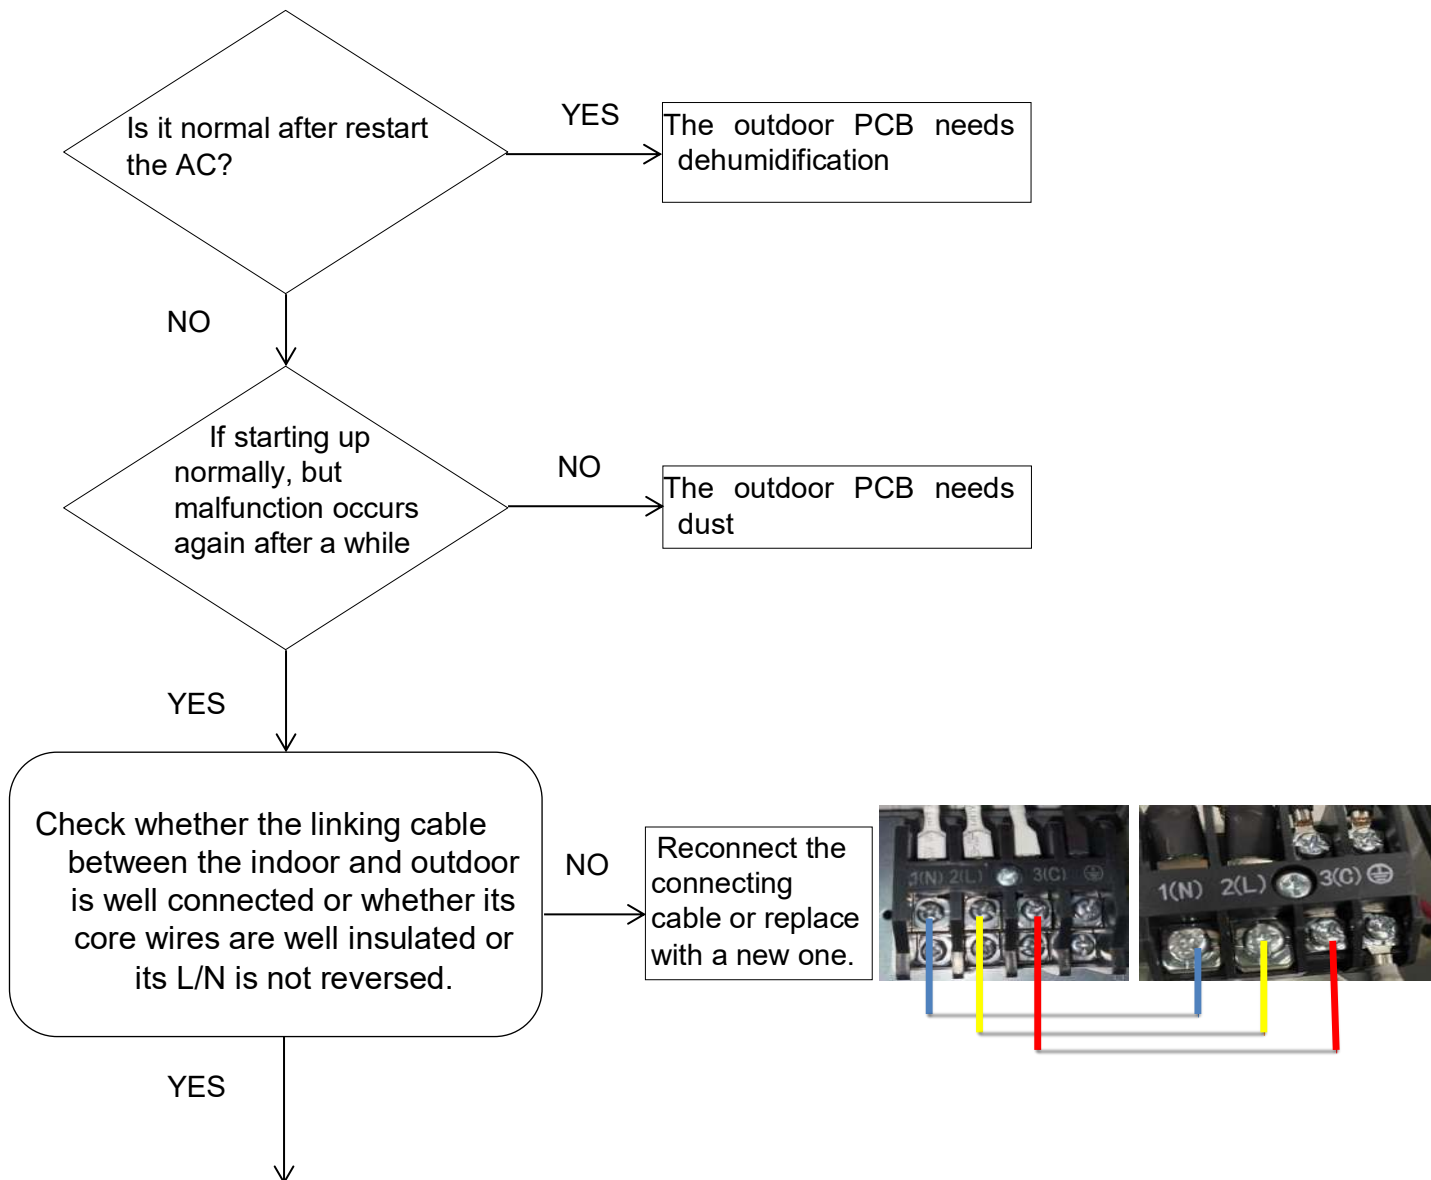 Is it normal after restart
the AC?
YES
The outdoor PCB needs
dehumidification
NO
If starting up
normally, but
malfunction occurs
again after a while
NO
The outdoor PCB needs
dust
YES
Check whether the linking cable
between the indoor and outdoor
is well connected or whether its
core wires are well insulated or
its L/N is not reversed.
NO
Reconnect the
connecting
cable or replace
with a new one.
1(N) 2(L) 3(C)
1(N) 2(L) 3(C)
YES